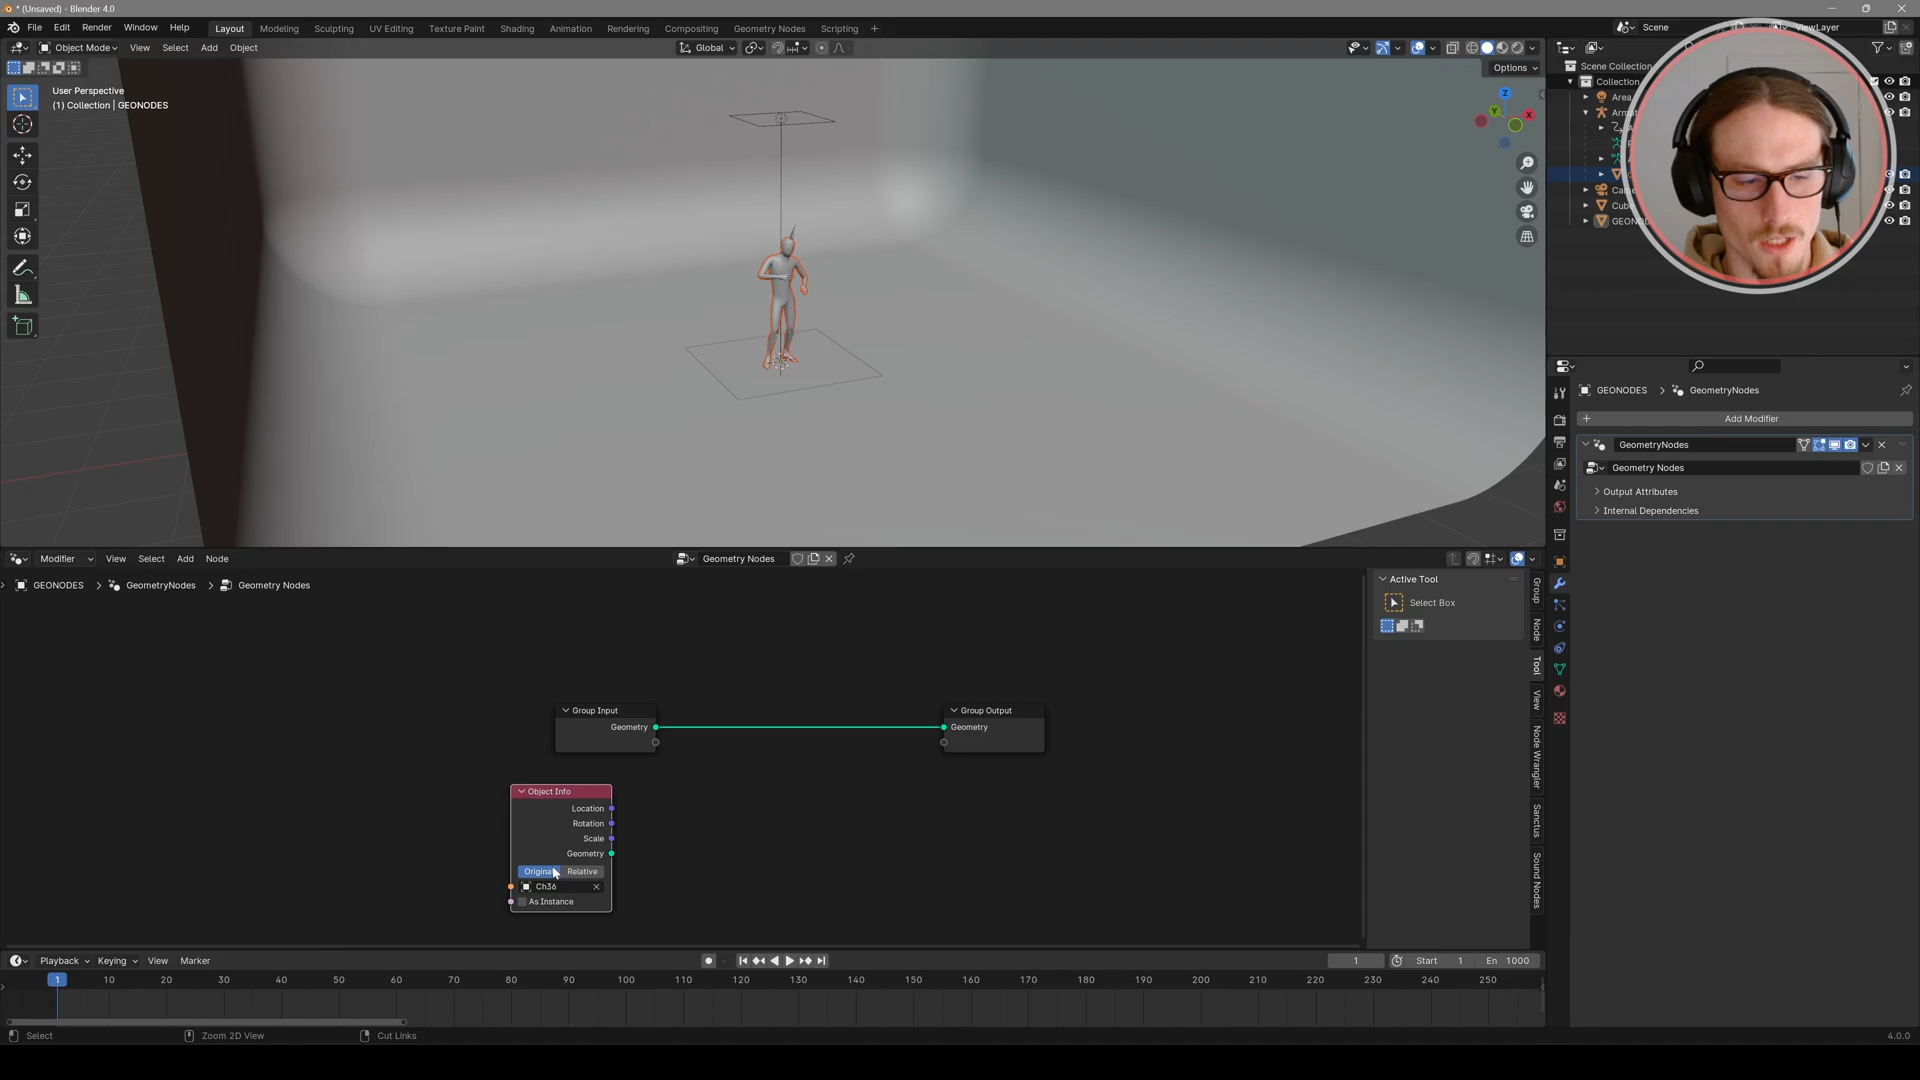 * (Unsaved) - Blender 4.0
File Edit Render Window Help
Layout Modeling Sculpting UV Editing Texture Paint Shading Animation Rendering Compositing Geometry Nodes +
Scene
ViewLayer
Object Mode View Select Add Object
Global
Options
User Perspective
(1) Collection | GEONODES
Z
Y
X
Scene Collection
Collection
Area
Cube
GEONODES > GeometryNodes
+ Add Modifier
GeometryNodes
Geometry Nodes
> Output Attributes
> Internal Dependencies
Modifier View Select Add Node
Geometry Nodes
GEONODES > GeometryNodes > Geometry Nodes
Active Tool
Select Box
Group
Node
Tool
View
Node Wrangler
Sanctus
Sound Nodes
Group Input
Geometry
Group Output
Geometry
Object Info
Location
Rotation
Scale
Geometry
Original Relative
Ch36
As Instance
Playback Keying View Marker
1
Start 1
En 1000
1 10 20 30 40 50 60 70 80 90 100 110 120 130 140 150 160 170 180 190 200 210 220 230 240 250
Select
Zoom 2D View
Cut Links
4.0.0